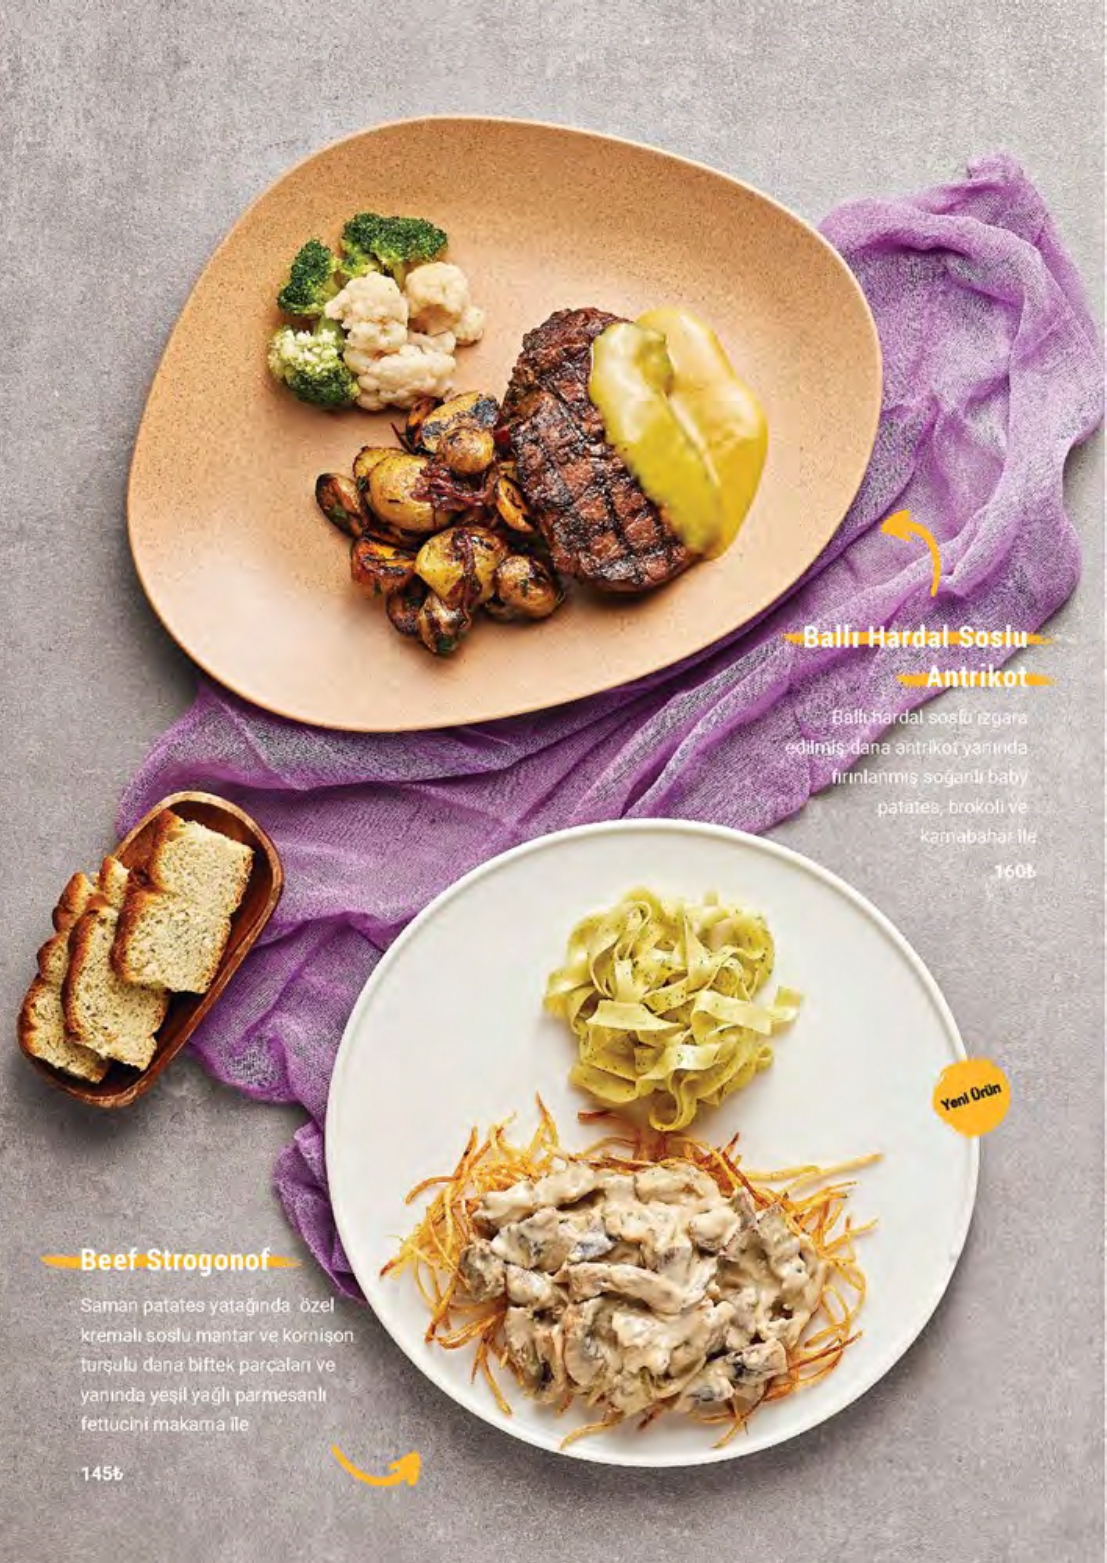 Ballı Hardal Soslu
Antrikot
Ballı hardal soslu ızgara
edilmiş dana antrikot yanında
fırınlanmış soğanlı baby
patates, brokoli ve
karnabahar ile
160₺
Yeni Ürün
Beef Strogonof
Saman patates yatağında özel
kremalı soslu mantar ve kornişon
turşulu dana biftek parçaları ve
yanında yeşil yağlı parmesanlı
fettucini makarna ile
145₺